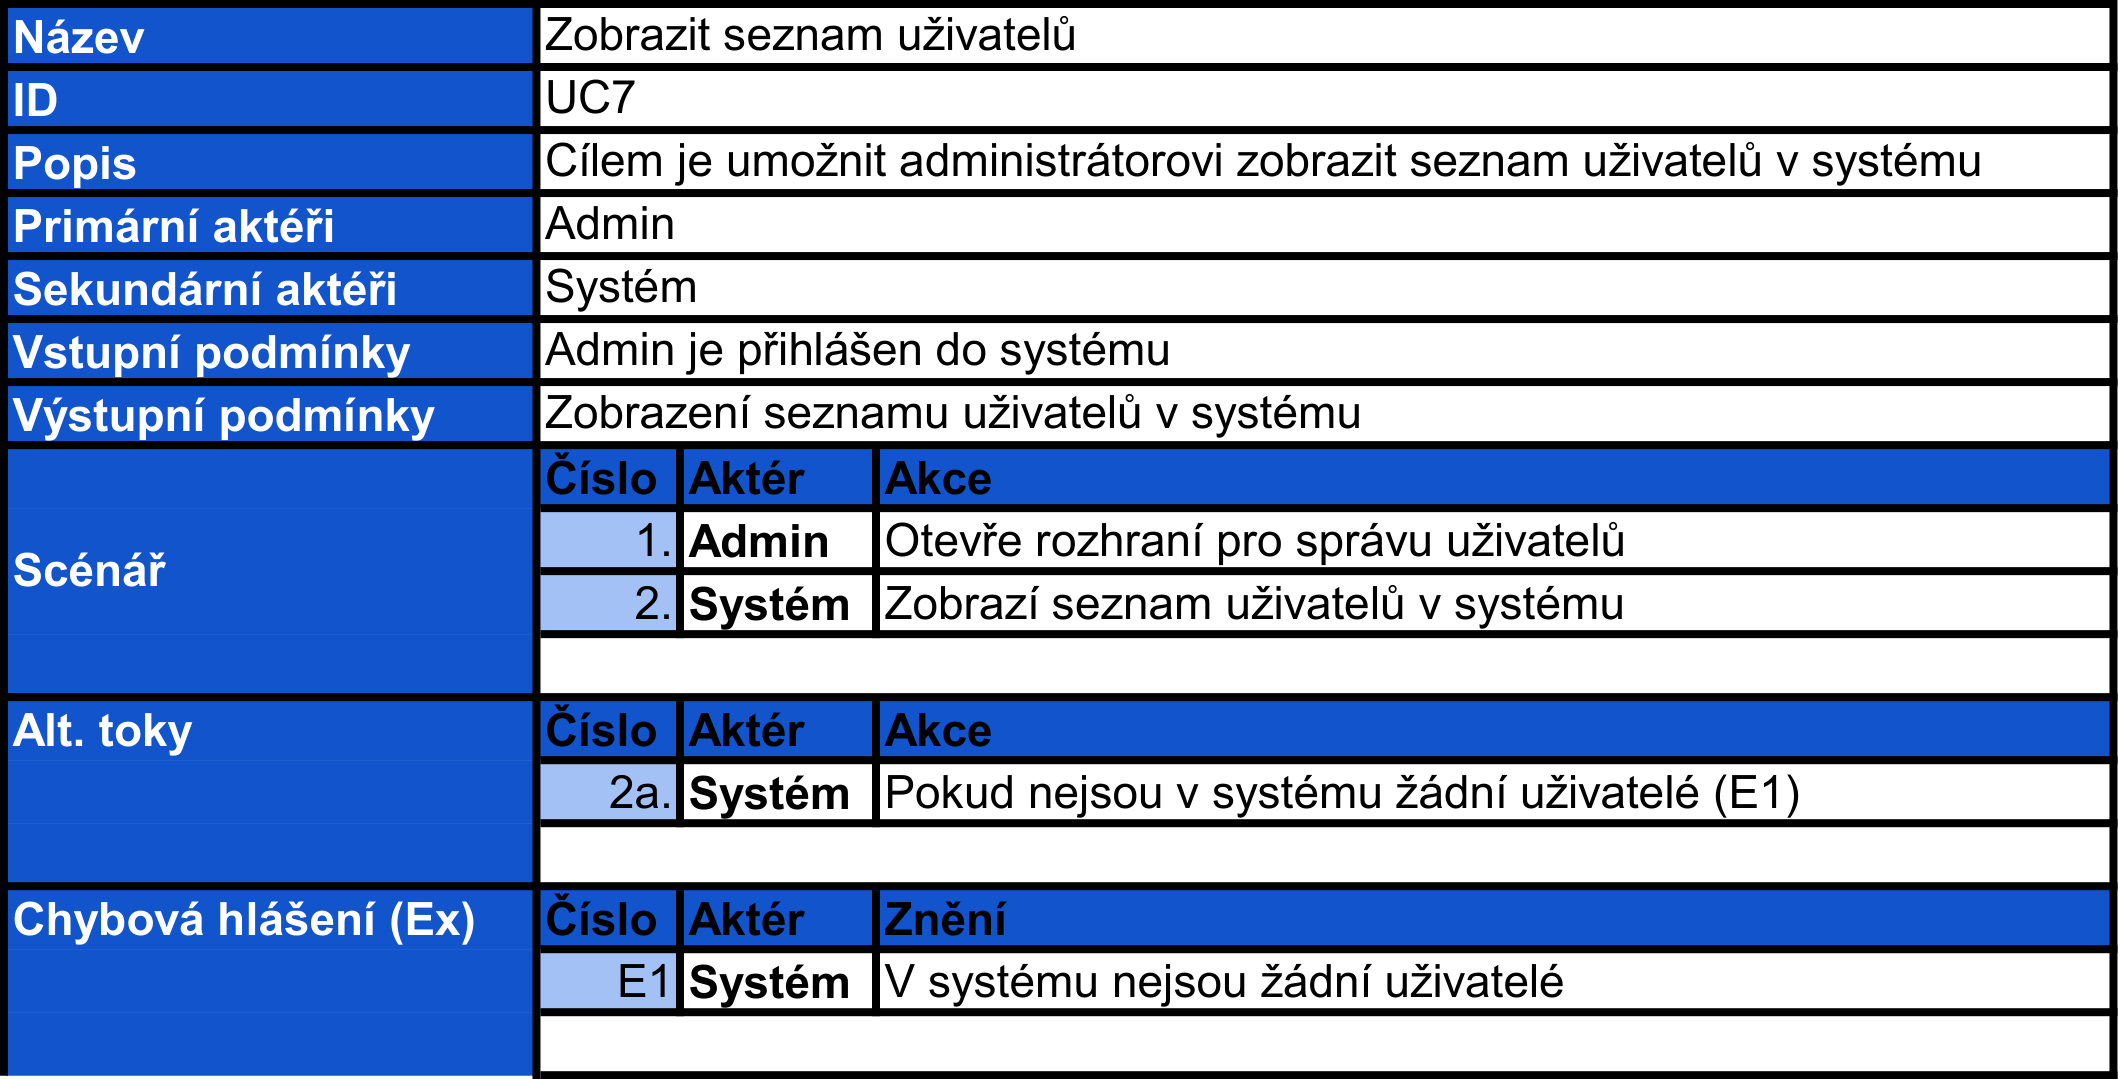 Název Zobrazit seznam uživatelů
ID UC7
Popis Cílem je umožnit administrátorovi zobrazit seznam uživatelů v systému
Primární aktéři Admin
Sekundární aktéři Systém
Vstupní podmínky Admin je přihlášen do systému
Výstupní podmínky Zobrazení seznamu uživatelů v systému
Scénář
Číslo Aktér Akce
1. Admin Otevře rozhraní pro správu uživatelů
2. Systém Zobrazí seznam uživatelů v systému
Alt. toky Číslo Aktér Akce
2a. Systém Pokud nejsou v systému žádní uživatelé (E1)
Chybová hlášení (Ex) Číslo Aktér Znění
E1 Systém V systému nejsou žádní uživatelé